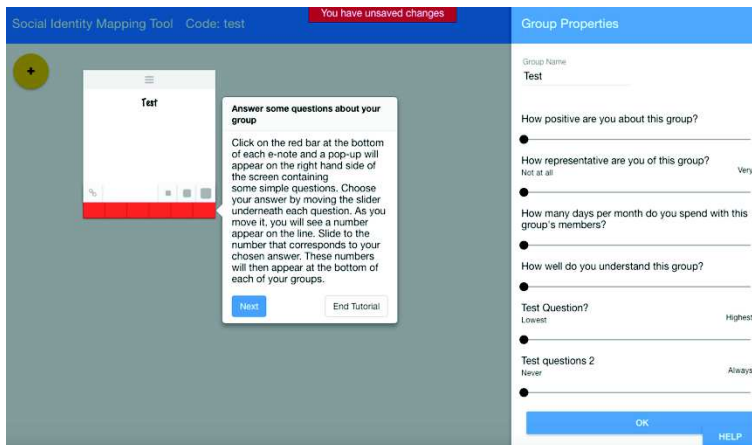 Social Identity Mapping Tool Code: test
You have unsaved changes
+
Test
Answer some questions about your
group
Click on the red bar at the bottom
of each e-note and a pop-up will
appear on the right hand side of
the screen containing
some simple questions. Choose
your answer by moving the slider
underneath each question. As you
move it, you will see a number
appear on the line. Slide to the
number that corresponds to your
chosen answer. These numbers
will then appear at the bottom of
each of your groups.
Next End Tutorial
Group Properties
Group Name
Test
How positive are you about this group?
How representative are you of this group?
Not at all Very
How many days per month do you spend with this
group's members?
How well do you understand this group?
Test Question?
Lowest Highest
Test questions 2
Never Always
OK
HELP